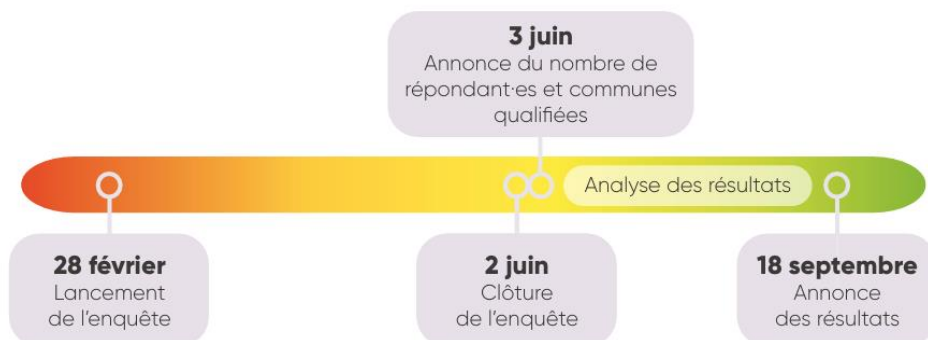 3 juin
Annonce du nombre de
répondant·es et communes
qualifiées
Analyse des résultats
28 février
Lancement
de l'enquête
2 juin
Clôture
de l'enquête
18 septembre
Annonce
des résultats